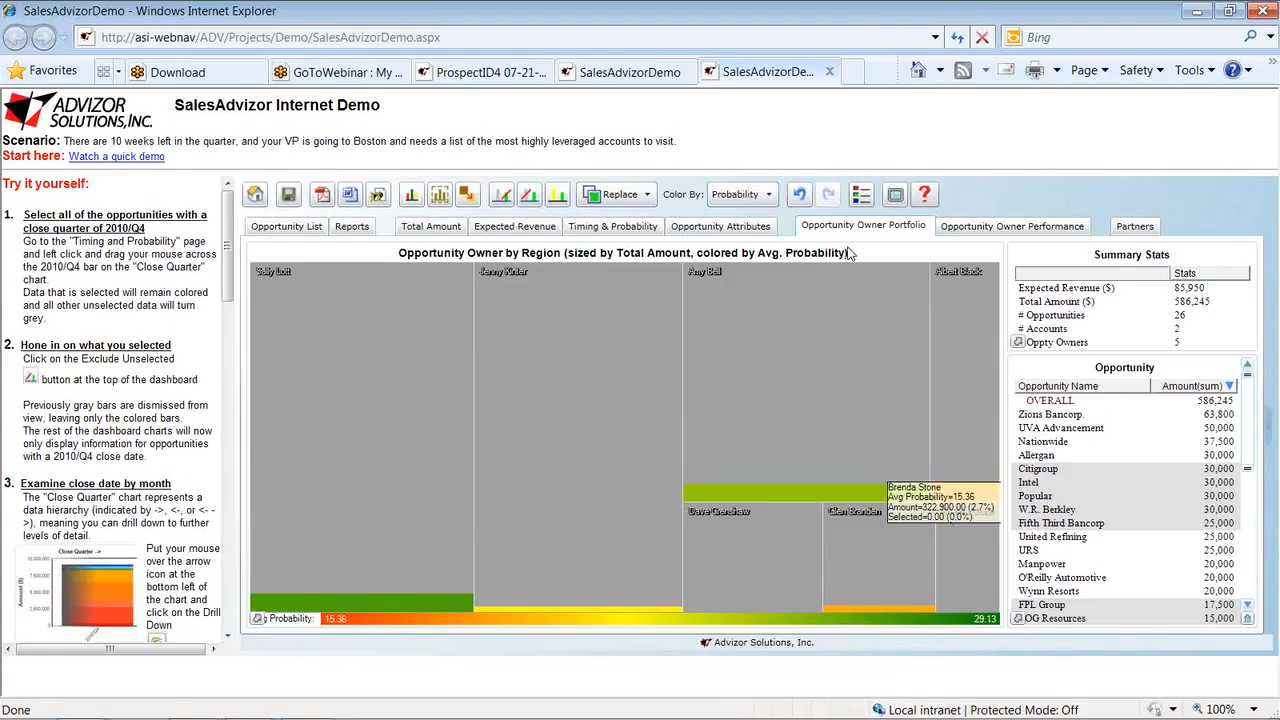 SalesAdvizorDemo - Windows Internet Explorer
http://asi-webnav/ADV/Projects/Demo/SalesAdvizorDemo.aspx
Bing
Favorites
Download
GoToWebinar : My ...
ProspectID4 07-21-...
SalesAdvizorDemo
SalesAdvizorDe...
Page
Safety
Tools
ADVIZOR
SOLUTIONS, INC.
SalesAdvizor Internet Demo
Scenario: There are 10 weeks left in the quarter, and your VP is going to Boston and needs a list of the most highly leveraged accounts to visit.
Start here: Watch a quick demo
Try it yourself:
1. Select all of the opportunities with a
close quarter of 2010/Q4
Go to the "Timing and Probability" page
and left click and drag your mouse across
the 2010/Q4 bar on the "Close Quarter"
chart.
Data that is selected will remain colored
and all other unselected data will turn
grey.
2. Hone in on what you selected
Click on the Exclude Unselected
button at the top of the dashboard
Previously gray bars are dismissed from
view, leaving only the colored bars.
The rest of the dashboard charts will now
only display information for opportunities
with a 2010/Q4 close date.
3. Examine close date by month
The "Close Quarter" chart represents a
data hierarchy (indicated by ->, <-, or <-
>), meaning you can drill down to further
levels of detail.
Close Quarter -->
10,000,000
7,500,000
Amount ($)
2010/Q4
Put your mouse
over the arrow
icon at the
bottom left of
the chart and
click on the Drill
Down
Replace
Color By:
Probability
Opportunity List
Reports
Total Amount
Expected Revenue
Timing & Probability
Opportunity Attributes
Opportunity Owner Portfolio
Opportunity Owner Performance
Partners
Opportunity Owner by Region (sized by Total Amount, colored by Avg. Probability)
Sally Lott
Jenny Kinter
Amy Bell
Albert Black
Dave Crenshaw
Glen Branden
Brenda Stone
Avg Probability=15.36
Amount=322,900.00 (2.7%)
Selected=0.00 (0.0%)
Probability:
15.36
29.13
Summary Stats
Stats
Expected Revenue ($) 85,950
Total Amount ($) 586,245
# Opportunities 26
# Accounts 2
Oppty Owners 5
Opportunity
Opportunity Name Amount(sum)
OVERALL 586,245
Zions Bancorp. 63,800
UVA Advancement 50,000
Nationwide 37,500
Allergan 30,000
Citigroup 30,000
Intel 30,000
Popular 30,000
W.R. Berkley 30,000
Fifth Third Bancorp 25,000
United Refining 25,000
URS 25,000
Manpower 20,000
O'Reilly Automotive 20,000
Wynn Resorts 20,000
FPL Group 17,500
OG Resources 15,000
Advizor Solutions, Inc.
Done
Local intranet | Protected Mode: Off
100%